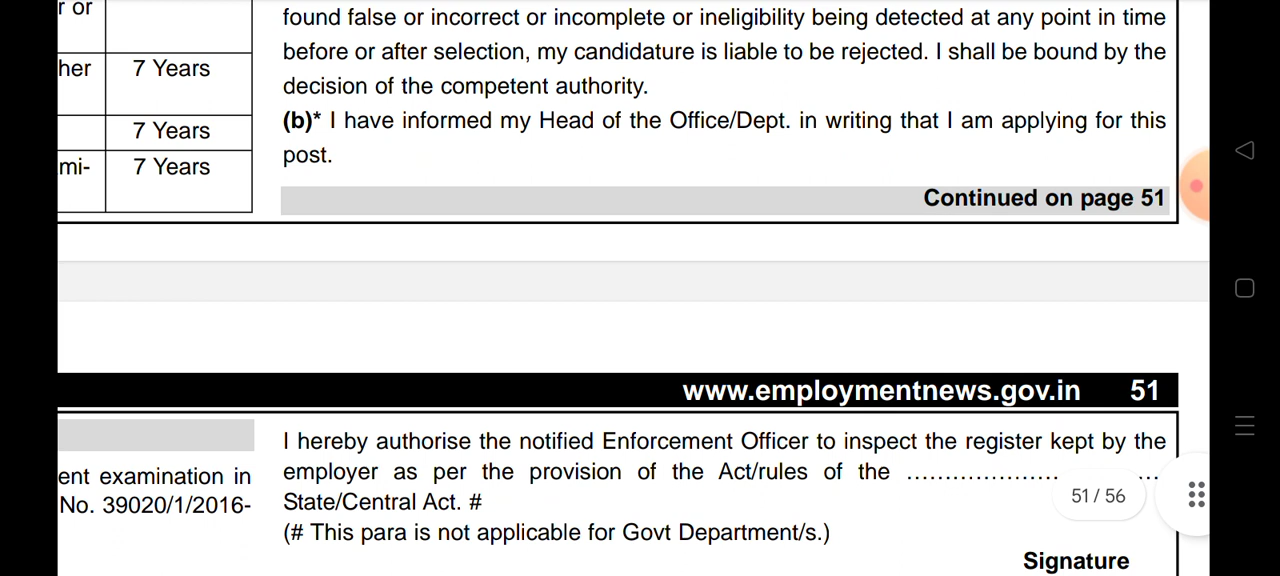 r or
her 7 Years
7 Years
mi- 7 Years
found false or incorrect or incomplete or ineligibility being detected at any point in time
before or after selection, my candidature is liable to be rejected. I shall be bound by the
decision of the competent authority.
(b)* I have informed my Head of the Office/Dept. in writing that I am applying for this
post.
Continued on page 51
www.employmentnews.gov.in 51
ent examination in
No. 39020/1/2016-
I hereby authorise the notified Enforcement Officer to inspect the register kept by the
employer as per the provision of the Act/rules of the .......................
State/Central Act. #
(# This para is not applicable for Govt Department/s.)
Signature
51 / 56